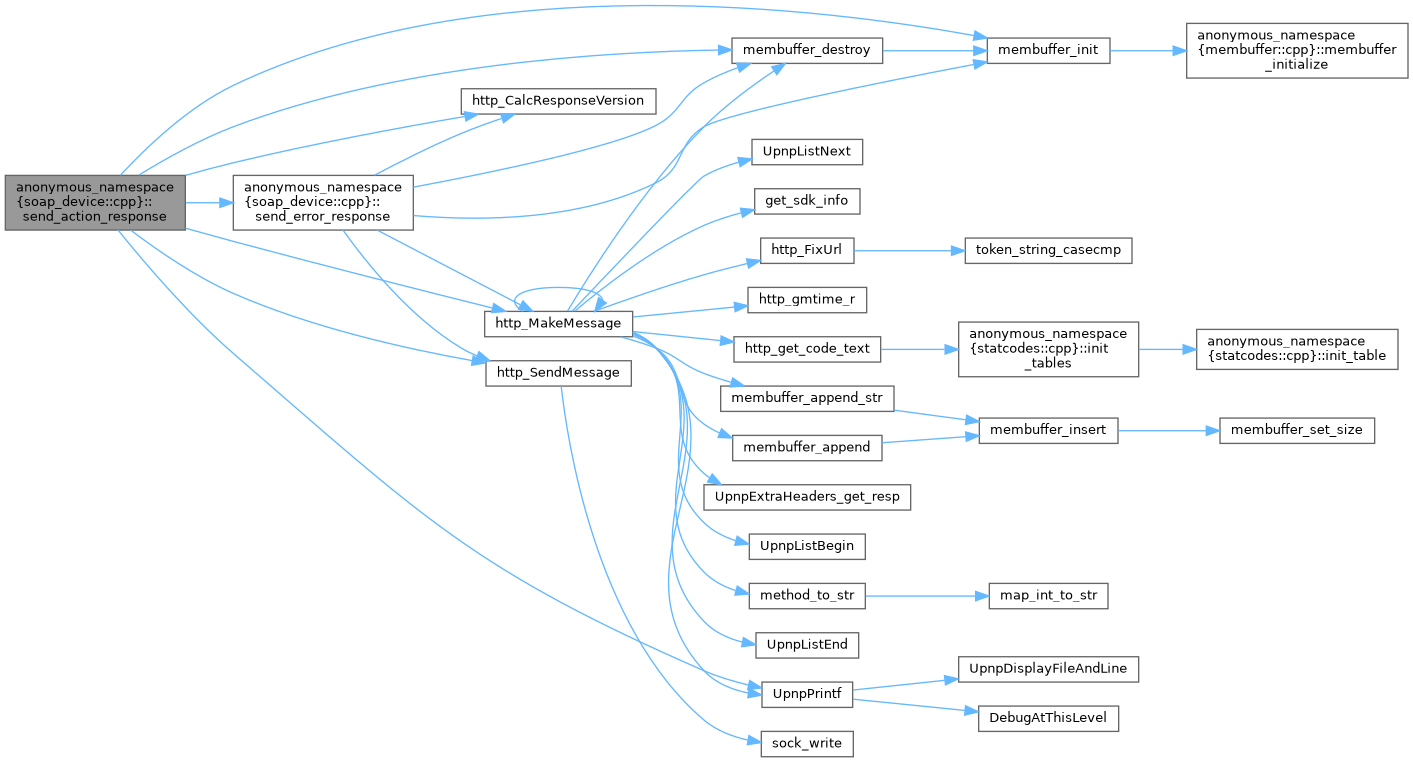 anonymous_namespace
{soap_device::cpp}::
send_action_response
anonymous_namespace
{soap_device::cpp}::
send_error_response
http_CalcResponseVersion
http_MakeMessage
http_SendMessage
membuffer_destroy
UpnpListNext
get_sdk_info
http_FixUrl
http_gmtime_r
http_get_code_text
membuffer_append_str
membuffer_append
UpnpExtraHeaders_get_resp
UpnpListBegin
method_to_str
UpnpListEnd
UpnpPrintf
sock_write
membuffer_init
token_string_casecmp
anonymous_namespace
{statcodes::cpp}::init
_tables
membuffer_insert
map_int_to_str
UpnpDisplayFileAndLine
DebugAtThisLevel
anonymous_namespace
{membuffer::cpp}::membuffer
_initialize
anonymous_namespace
{statcodes::cpp}::init_table
membuffer_set_size